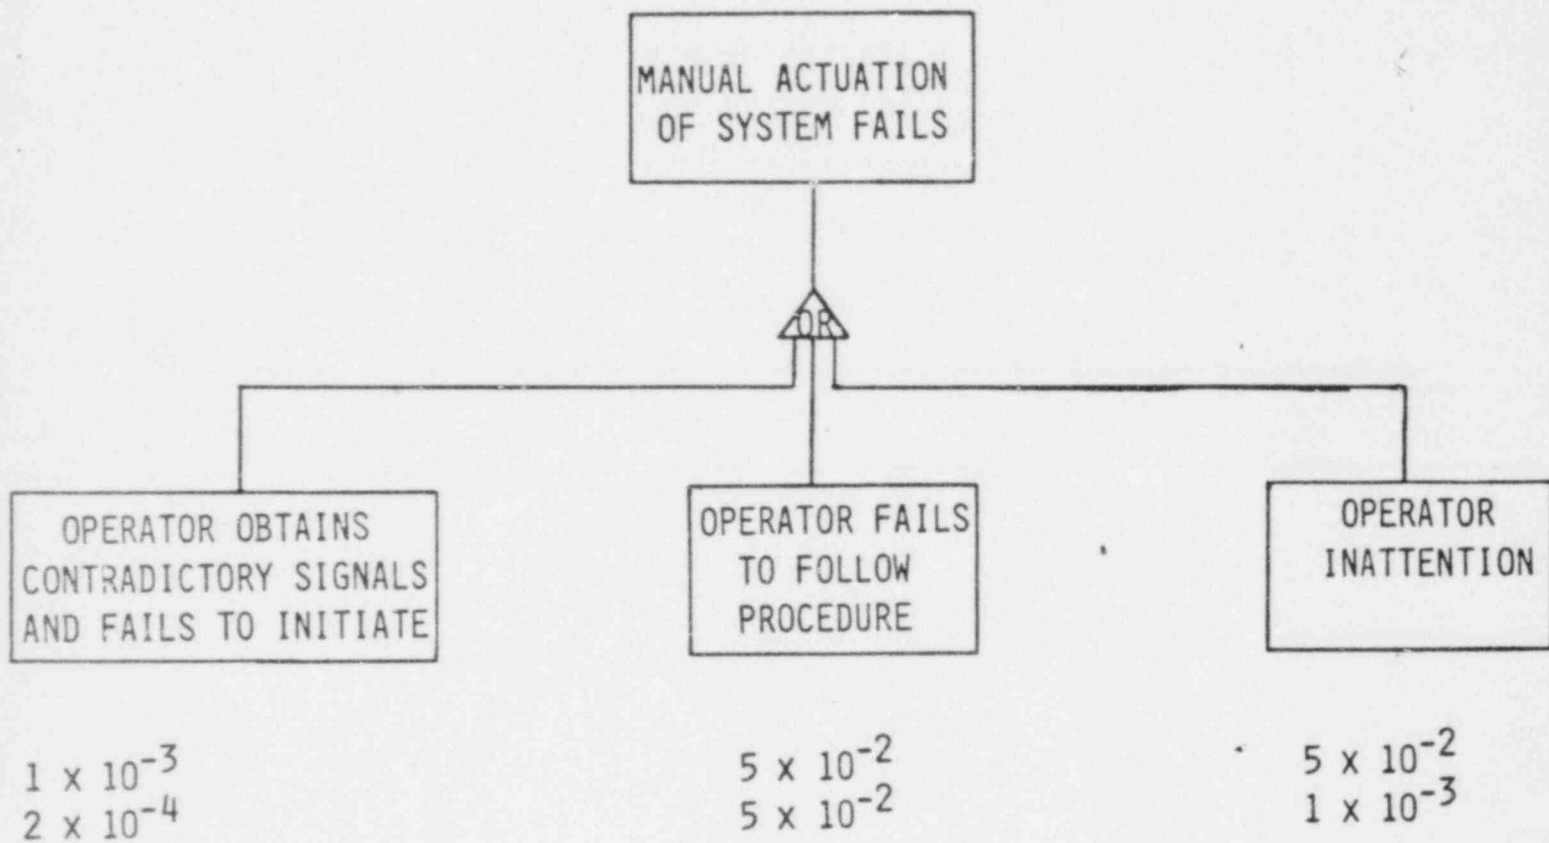 MANUAL ACTUATION
OF SYSTEM FAILS
OR
OPERATOR OBTAINS
CONTRADICTORY SIGNALS
AND FAILS TO INITIATE
OPERATOR FAILS
TO FOLLOW
PROCEDURE
OPERATOR
INATTENTION
1 x 10⁻³
2 x 10⁻⁴
5 x 10⁻²
5 x 10⁻²
5 x 10⁻²
1 x 10⁻³